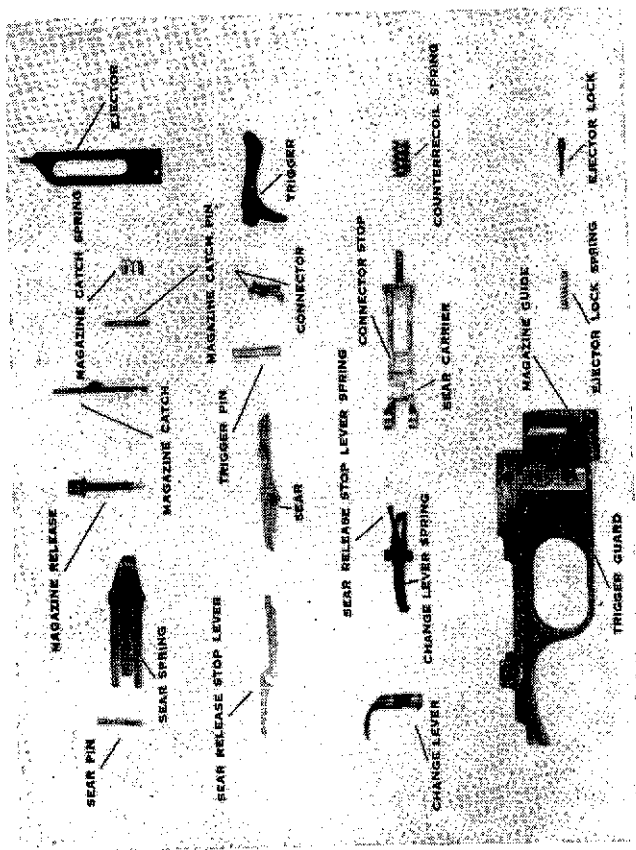 SEAR PIN
MAGAZINE RELEASE
MAGAZINE CATCH SPRING
EJECTOR
SEAR SPRING
MAGAZINE CATCH
SEAR RELEASE STOP LEVER
TRIGGER PIN
MAGAZINE CATCH PIN
SEAR
CONNECTOR
TRIGGER
SEAR RELEASE STOP LEVER SPRING
CONNECTOR STOP
CHANGE LEVER
CHANGE LEVER SPRING
SEAR CARRIER
COUNTERRECOIL SPRING
MAGAZINE GUIDE
TRIGGER GUARD
EJECTOR LOCK SPRING
EJECTOR LOCK